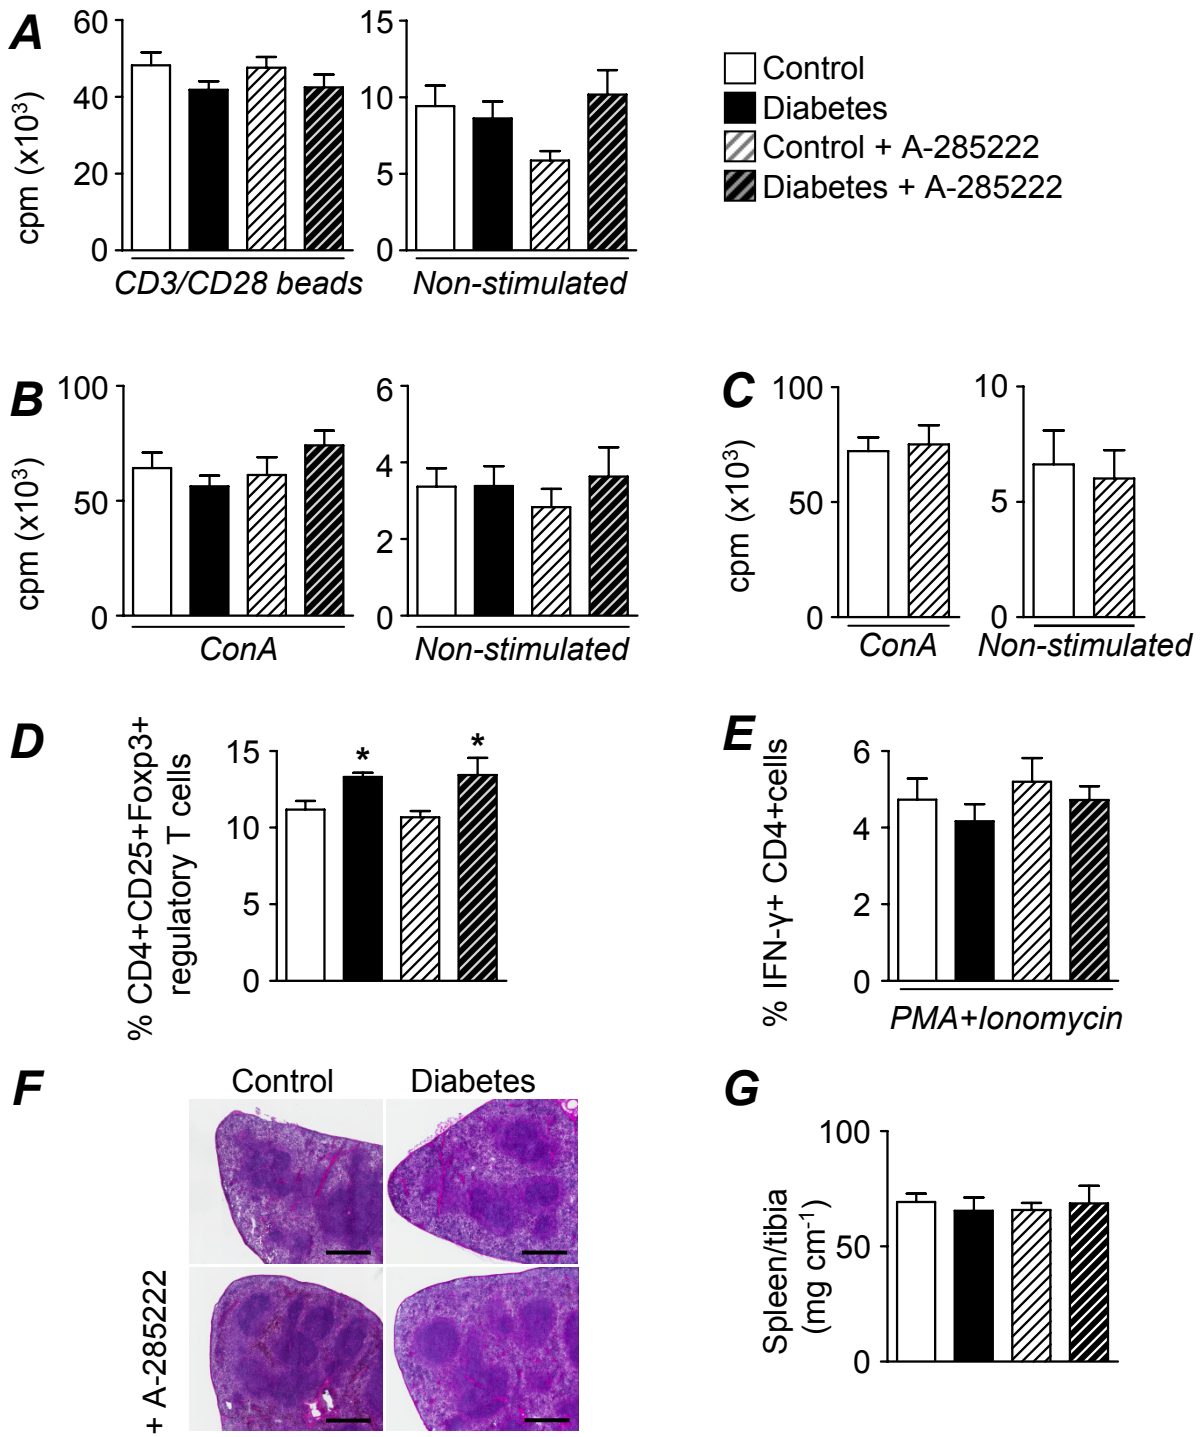 A
cpm (x10³)
60
40
20
0
CD3/CD28 beads
15
10
5
0
Non-stimulated
Control
Diabetes
Control + A-285222
Diabetes + A-285222
B
cpm (x10³)
100
50
0
ConA
6
4
2
0
Non-stimulated
C
cpm (x10³)
100
50
0
ConA
10
5
0
Non-stimulated
D
% CD4+CD25+Foxp3+
regulatory T cells
15
10
5
0
*
*
E
% IFN-γ+ CD4+cells
6
4
2
0
PMA+Ionomycin
F
Control
Diabetes
+ A-285222
G
Spleen/tibia
(mg cm⁻¹)
100
50
0